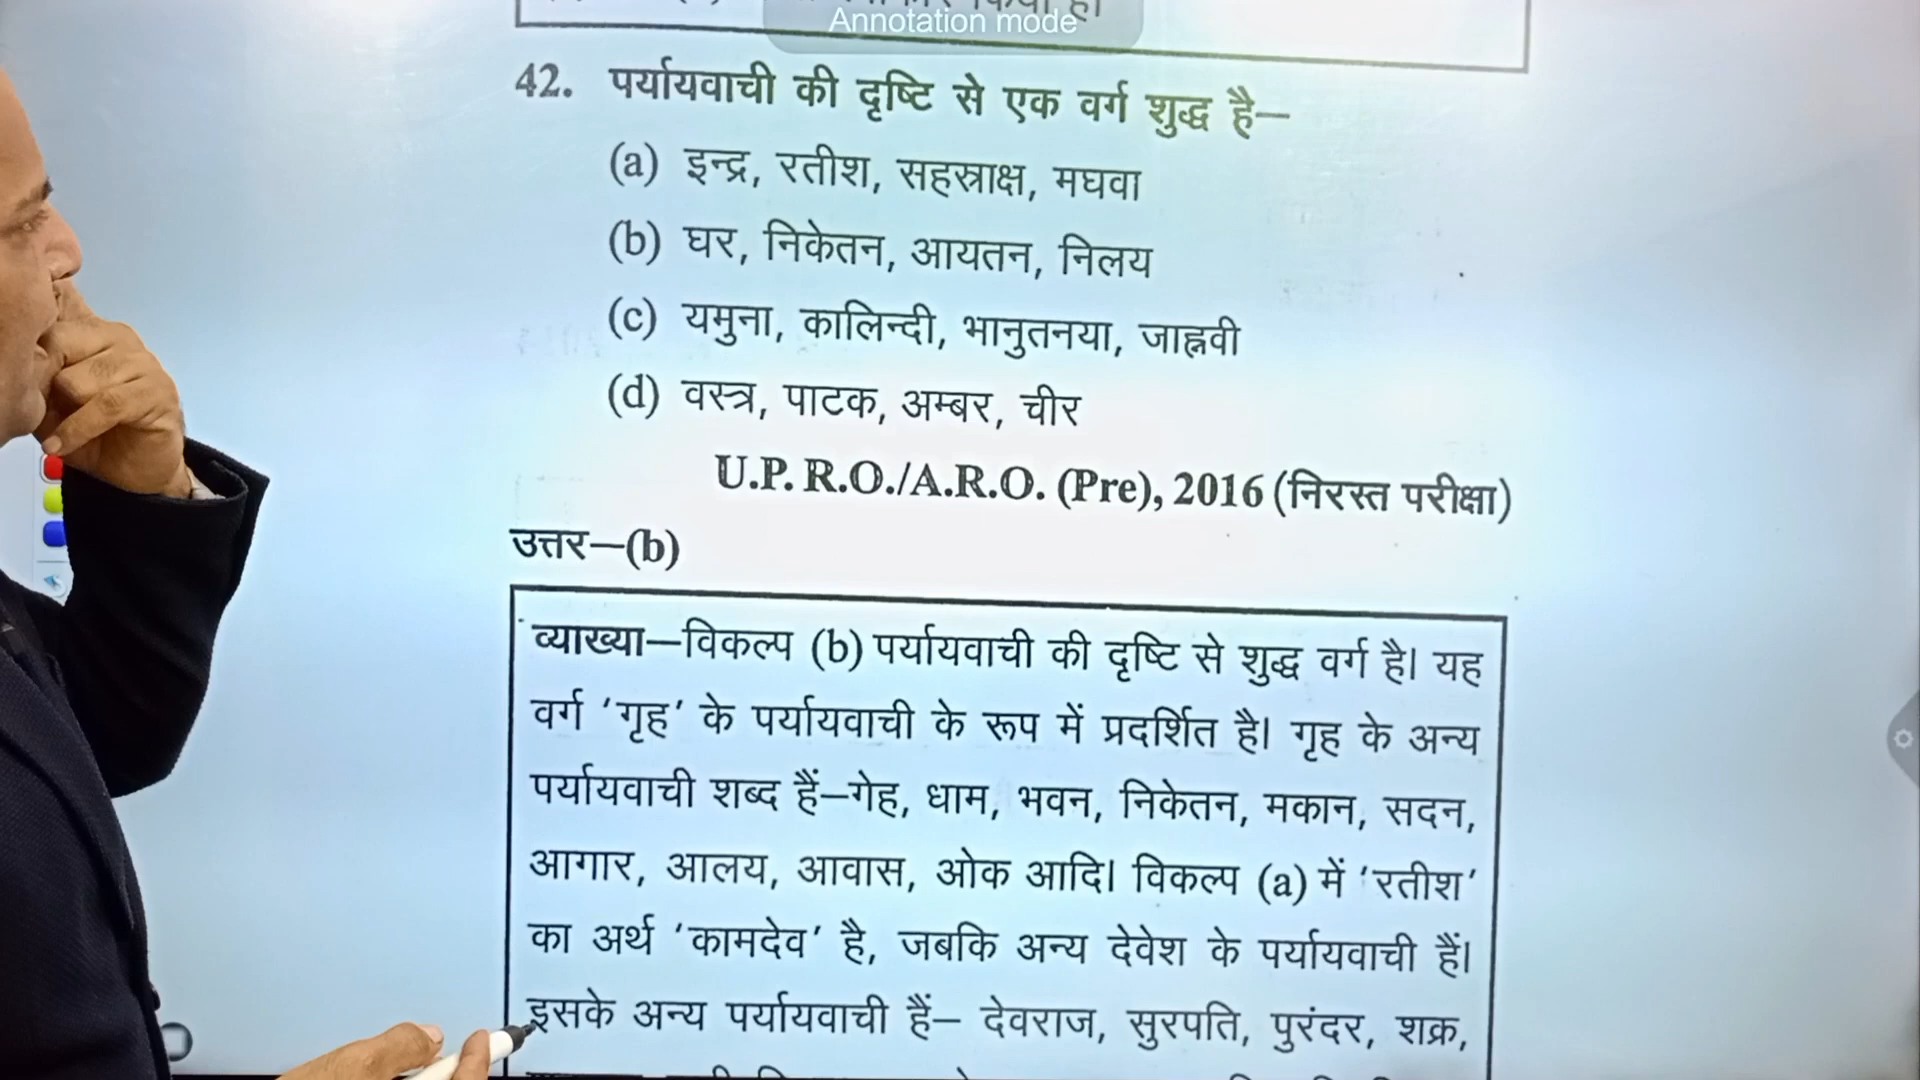 Annotation mode
42. पर्यायवाची की दृष्टि से एक वर्ग शुद्ध है—
(a) इन्द्र, रतीश, सहस्राक्ष, मघवा
(b) घर, निकेतन, आयतन, निलय
(c) यमुना, कालिन्दी, भानुतनया, जाह्नवी
(d) वस्त्र, पाटक, अम्बर, चीर
U.P. R.O./A.R.O. (Pre), 2016 (निरस्त परीक्षा)
उत्तर—(b)
व्याख्या—विकल्प (b) पर्यायवाची की दृष्टि से शुद्ध वर्ग है। यह
वर्ग ‘गृह’ के पर्यायवाची के रूप में प्रदर्शित है। गृह के अन्य
पर्यायवाची शब्द हैं—गेह, धाम, भवन, निकेतन, मकान, सदन,
आगार, आलय, आवास, ओक आदि। विकल्प (a) में ‘रतीश’
का अर्थ ‘कामदेव’ है, जबकि अन्य देवेश के पर्यायवाची हैं।
इसके अन्य पर्यायवाची हैं— देवराज, सुरपति, पुरंदर, शक्र,